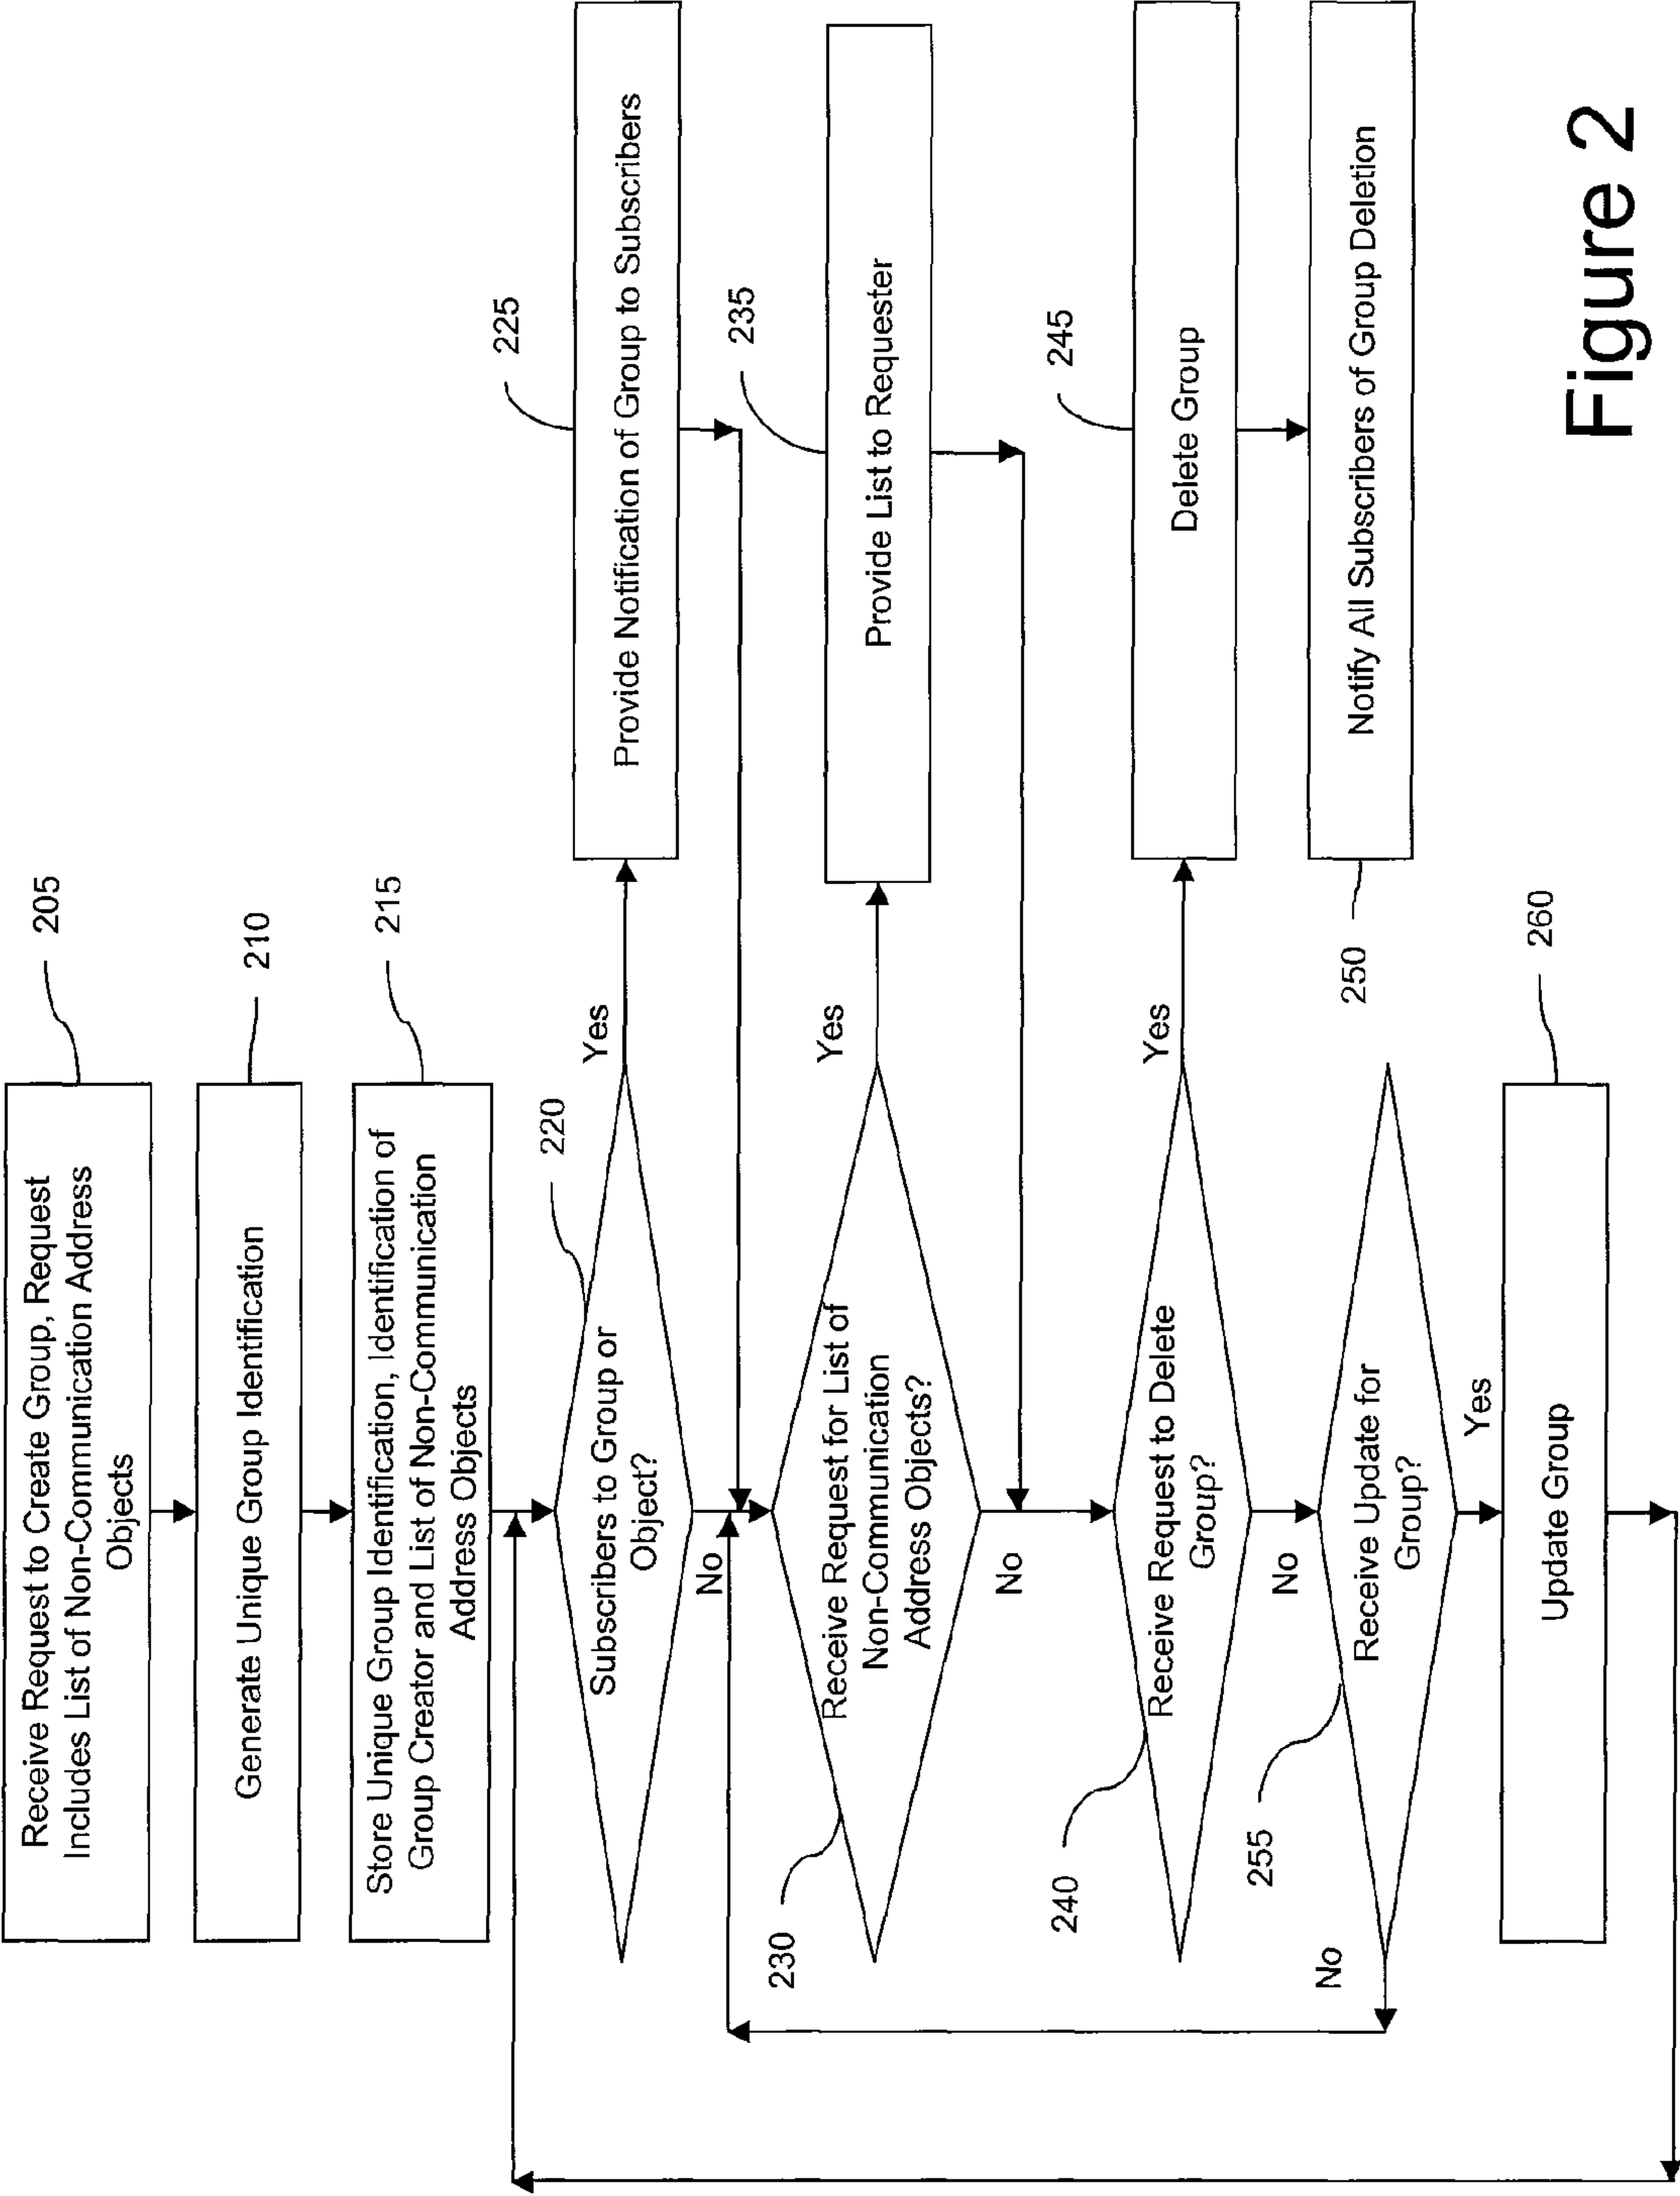 Receive Request to Create Group, Request
Includes List of Non-Communication Address
Objects
205
Generate Unique Group Identification
210
Store Unique Group Identification, Identification of
Group Creator and List of Non-Communication
Address Objects
215
Subscribers to Group or
Object?
220
Yes
No
Provide Notification of Group to Subscribers
225
Receive Request for List of
Non-Communication
Address Objects?
230
Yes
No
Provide List to Requester
235
Receive Request to Delete
Group?
240
Yes
No
Delete Group
245
Notify All Subscribers of Group Deletion
250
Receive Update for
Group?
255
No
Yes
Update Group
260
Figure 2